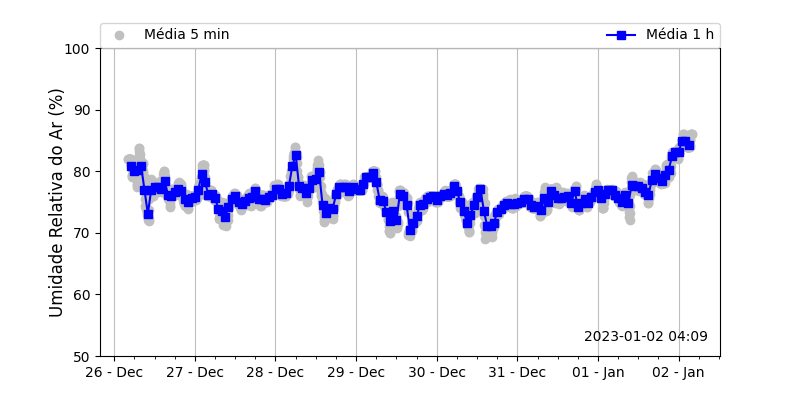 Média 5 min
Média 1 h
Umidade Relativa do Ar (%)
100
90
80
70
60
50
2023-01-02 04:09
26 - Dec
27 - Dec
28 - Dec
29 - Dec
30 - Dec
31 - Dec
01 - Jan
02 - Jan